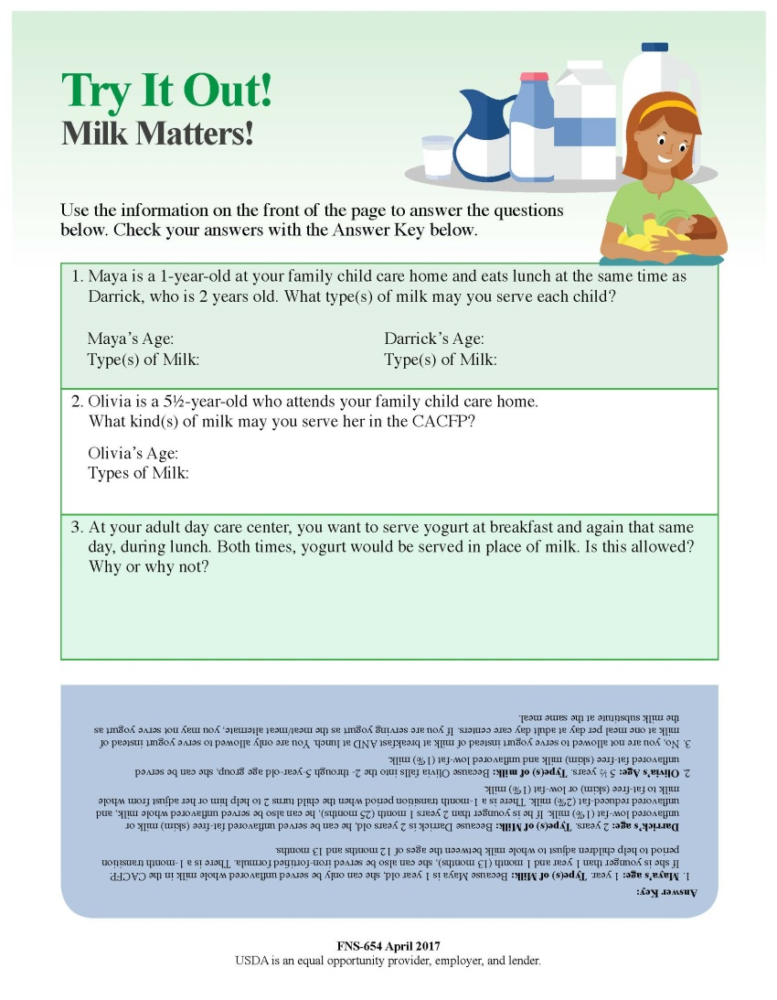 Try It Out!
Milk Matters!
Use the information on the front of the page to answer the questions
below. Check your answers with the Answer Key below.
1. Maya is a 1-year-old at your family child care home and eats lunch at the same time as
Darrick, who is 2 years old. What type(s) of milk may you serve each child?
Maya’s Age:
Type(s) of Milk:
Darrick’s Age:
Type(s) of Milk:
2. Olivia is a 5½-year-old who attends your family child care home.
What kind(s) of milk may you serve her in the CACFP?
Olivia’s Age:
Types of Milk:
3. At your adult day care center, you want to serve yogurt at breakfast and again that same
day, during lunch. Both times, yogurt would be served in place of milk. Is this allowed?
Why or why not?
Answer Key:
1. Maya’s age: 1 year. Type(s) of Milk: Because Maya is 1 year old, she can only be served unflavored whole milk in the CACFP.
If she is younger than 1 year and 1 month (13 months), she can also be served iron-fortified formula. There is a 1-month transition
period to help children adjust to whole milk between the ages of 12 months and 13 months.
Darrick’s age: 2 years. Type(s) of Milk: Because Darrick is 2 years old, he can be served unflavored fat-free (skim) milk or
unflavored low-fat (1%) milk. If he is younger than 2 years 1 month (25 months), he can also be served unflavored whole milk, and
unflavored reduced-fat (2%) milk. There is a 1-month transition period when the child turns 2 to help him or her adjust from whole
milk to fat-free (skim) or low-fat (1%) milk.
2. Olivia’s Age: 5 ½ years. Type(s) of milk: Because Olivia falls into the 2- through 5-year-old age group, she can be served
unflavored fat-free (skim) milk and unflavored low-fat (1%) milk.
3. No, you are not allowed to serve yogurt instead of milk at breakfast AND at lunch. You are only allowed to serve yogurt instead of
milk at one meal per day at adult day care centers. If you are serving yogurt as the meat/meat alternate, you may not serve yogurt as
the milk substitute at the same meal.
FNS-654 April 2017
USDA is an equal opportunity provider, employer, and lender.